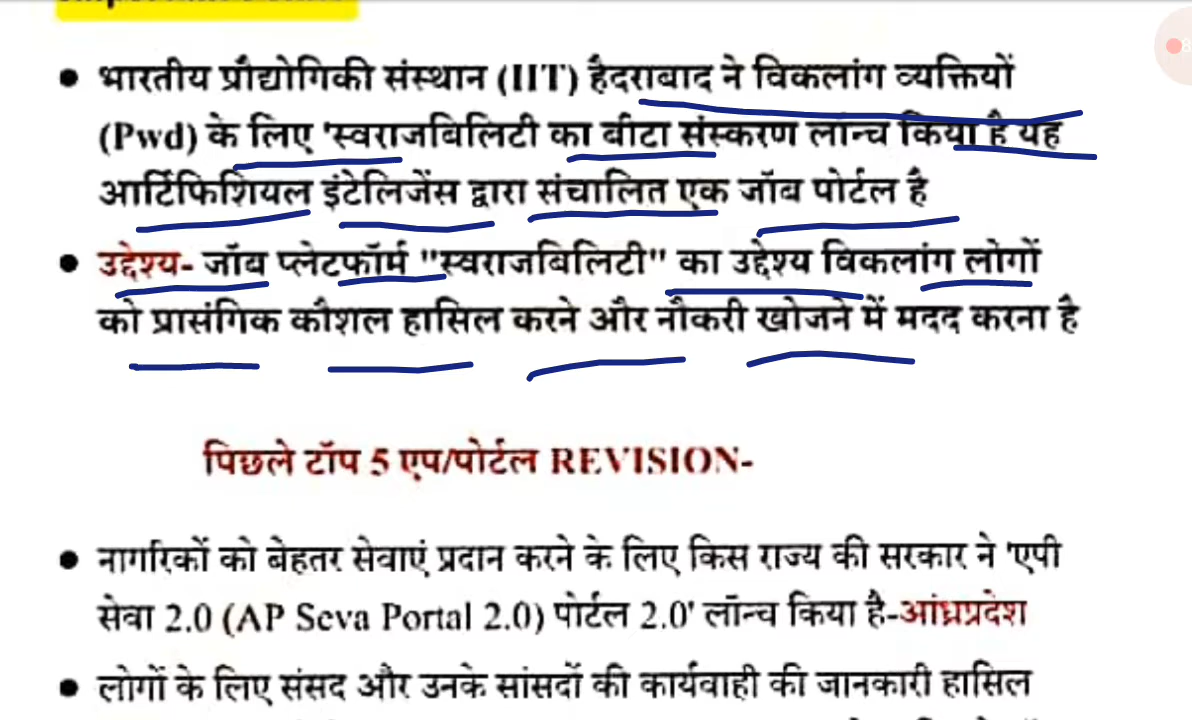 भारतीय प्रौद्योगिकी संस्थान (IIT) हैदराबाद ने विकलांग व्यक्तियों
(Pwd) के लिए 'स्वराजबिलिटी का बीटा संस्करण लॉन्च किया है यह
आर्टिफिशियल इंटेलिजेंस द्वारा संचालित एक जॉब पोर्टल है
उद्देश्य- जॉब प्लेटफॉर्म "स्वराजबिलिटी" का उद्देश्य विकलांग लोगों
को प्रासंगिक कौशल हासिल करने और नौकरी खोजने में मदद करना है
पिछले टॉप 5 एप/पोर्टल REVISION-
नागरिकों को बेहतर सेवाएं प्रदान करने के लिए किस राज्य की सरकार ने 'एपी
सेवा 2.0 (AP Seva Portal 2.0) पोर्टल 2.0' लॉन्च किया है-आंध्रप्रदेश
लोगों के लिए संसद और उनके सांसदों की कार्यवाही की जानकारी हासिल